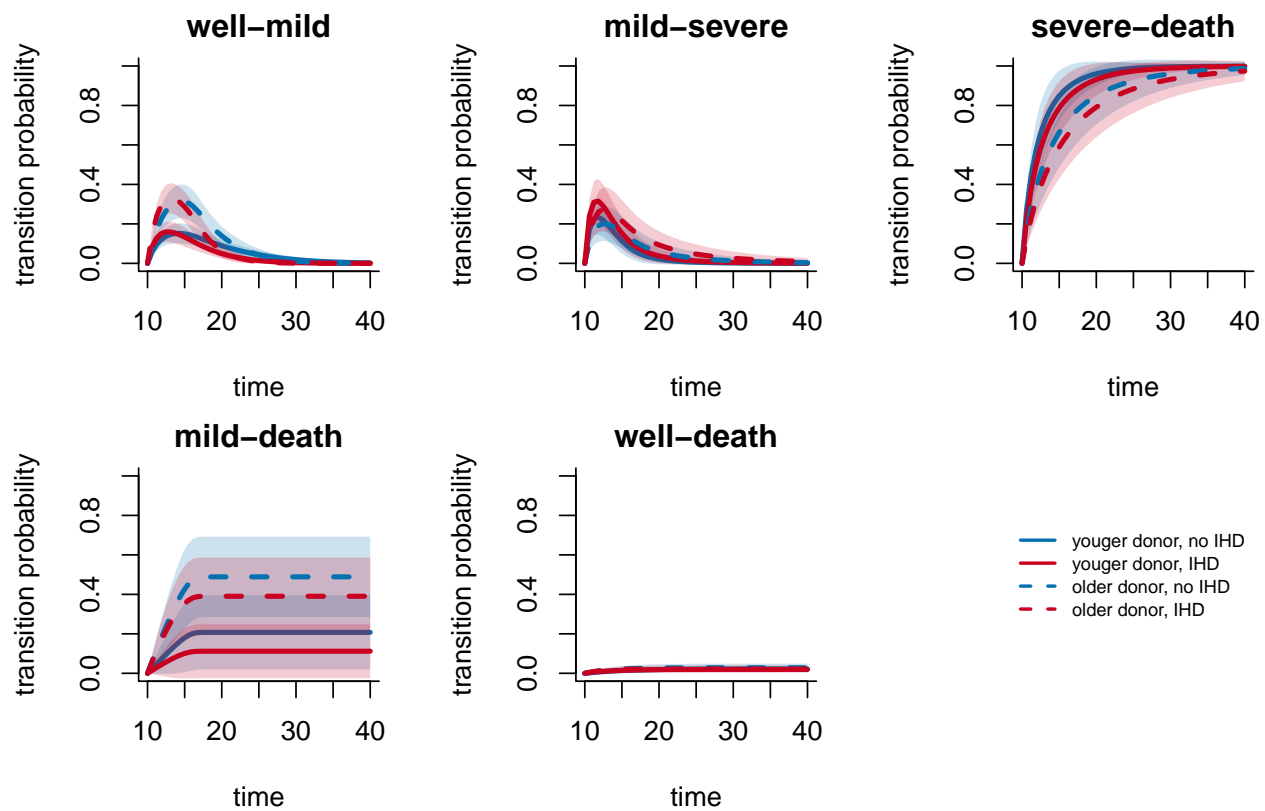 well−mild
transition probability
0.0 0.4 0.8
10 20 30 40
time
mild−severe
transition probability
0.0 0.4 0.8
10 20 30 40
time
severe−death
transition probability
0.0 0.4 0.8
10 20 30 40
time
mild−death
transition probability
0.0 0.4 0.8
10 20 30 40
time
well−death
transition probability
0.0 0.4 0.8
10 20 30 40
time
youger donor, no IHD
youger donor, IHD
older donor, no IHD
older donor, IHD